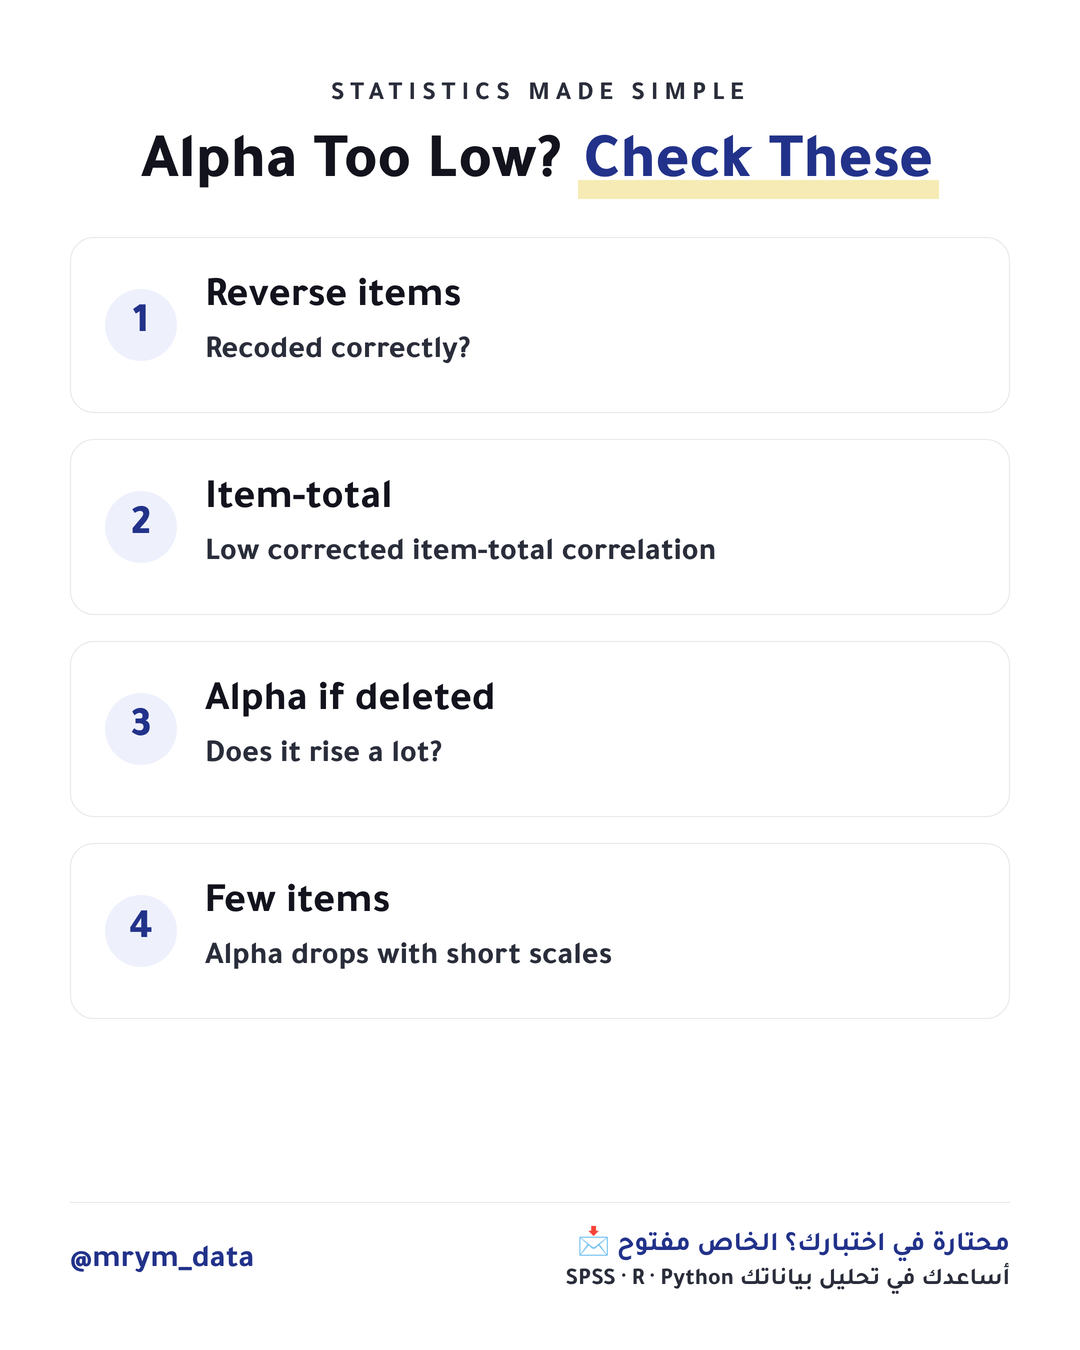 STATISTICS MADE SIMPLE
Alpha Too Low? Check These
1
Reverse items
Recoded correctly?
2
Item-total
Low corrected item-total correlation
3
Alpha if deleted
Does it rise a lot?
4
Few items
Alpha drops with short scales
@mrym_data
محتارة في اختبارك؟ الخاص مفتوح 📩
أساعدك في تحليل بياناتك SPSS · R · Python